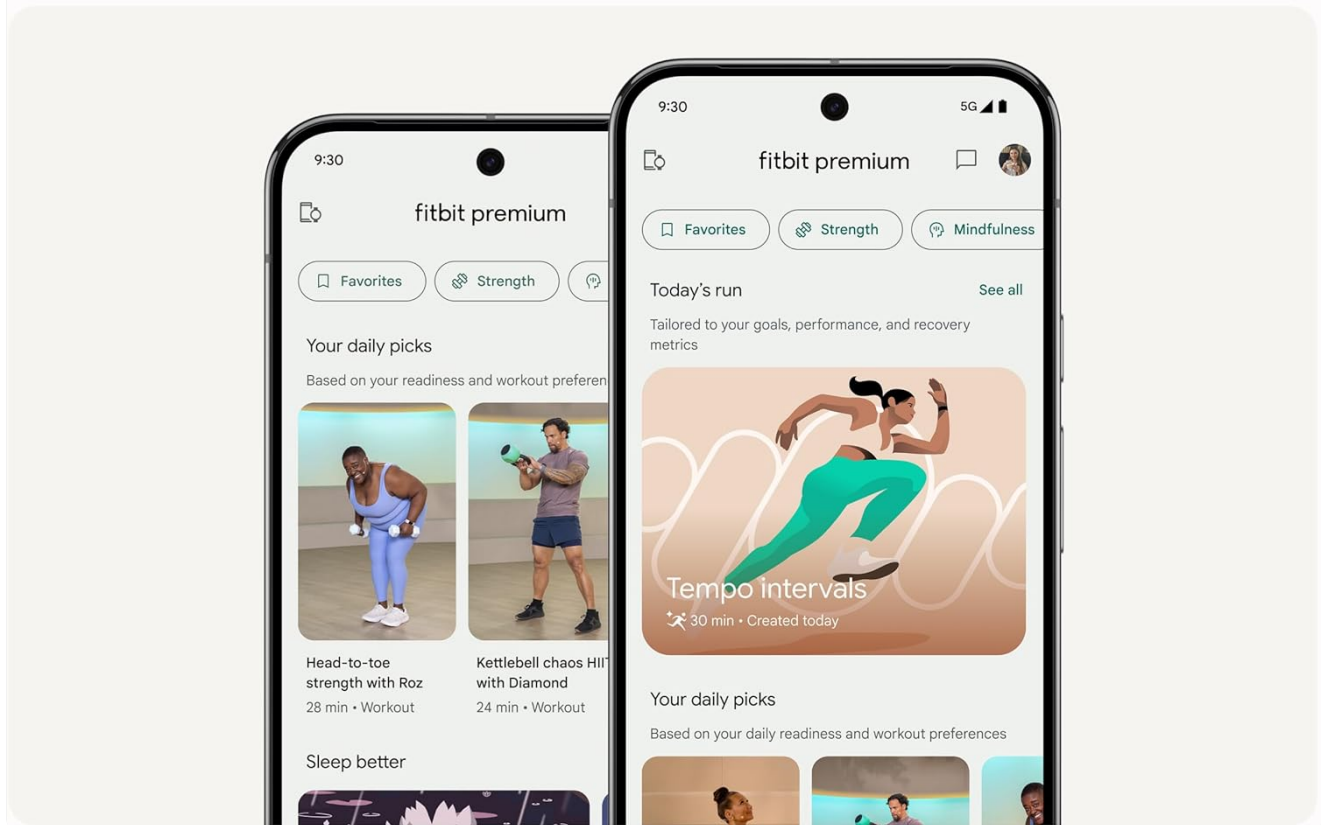 9:30
fitbit premium
Favorites
Strength
Your daily picks
Based on your readiness and workout
Head-to-toe
strength with Roz
28 min • Workout
Kettlebell chaos HIIT
with Diamond
24 min • Workout
Sleep better
9:30
5G
fitbit premium
Favorites
Strength
Mindfulness
Today's run
See all
Tailored to your goals, performance, and recovery
metrics
Tempo intervals
30 min • Created today
Your daily picks
Based on your daily readiness and workout preferences